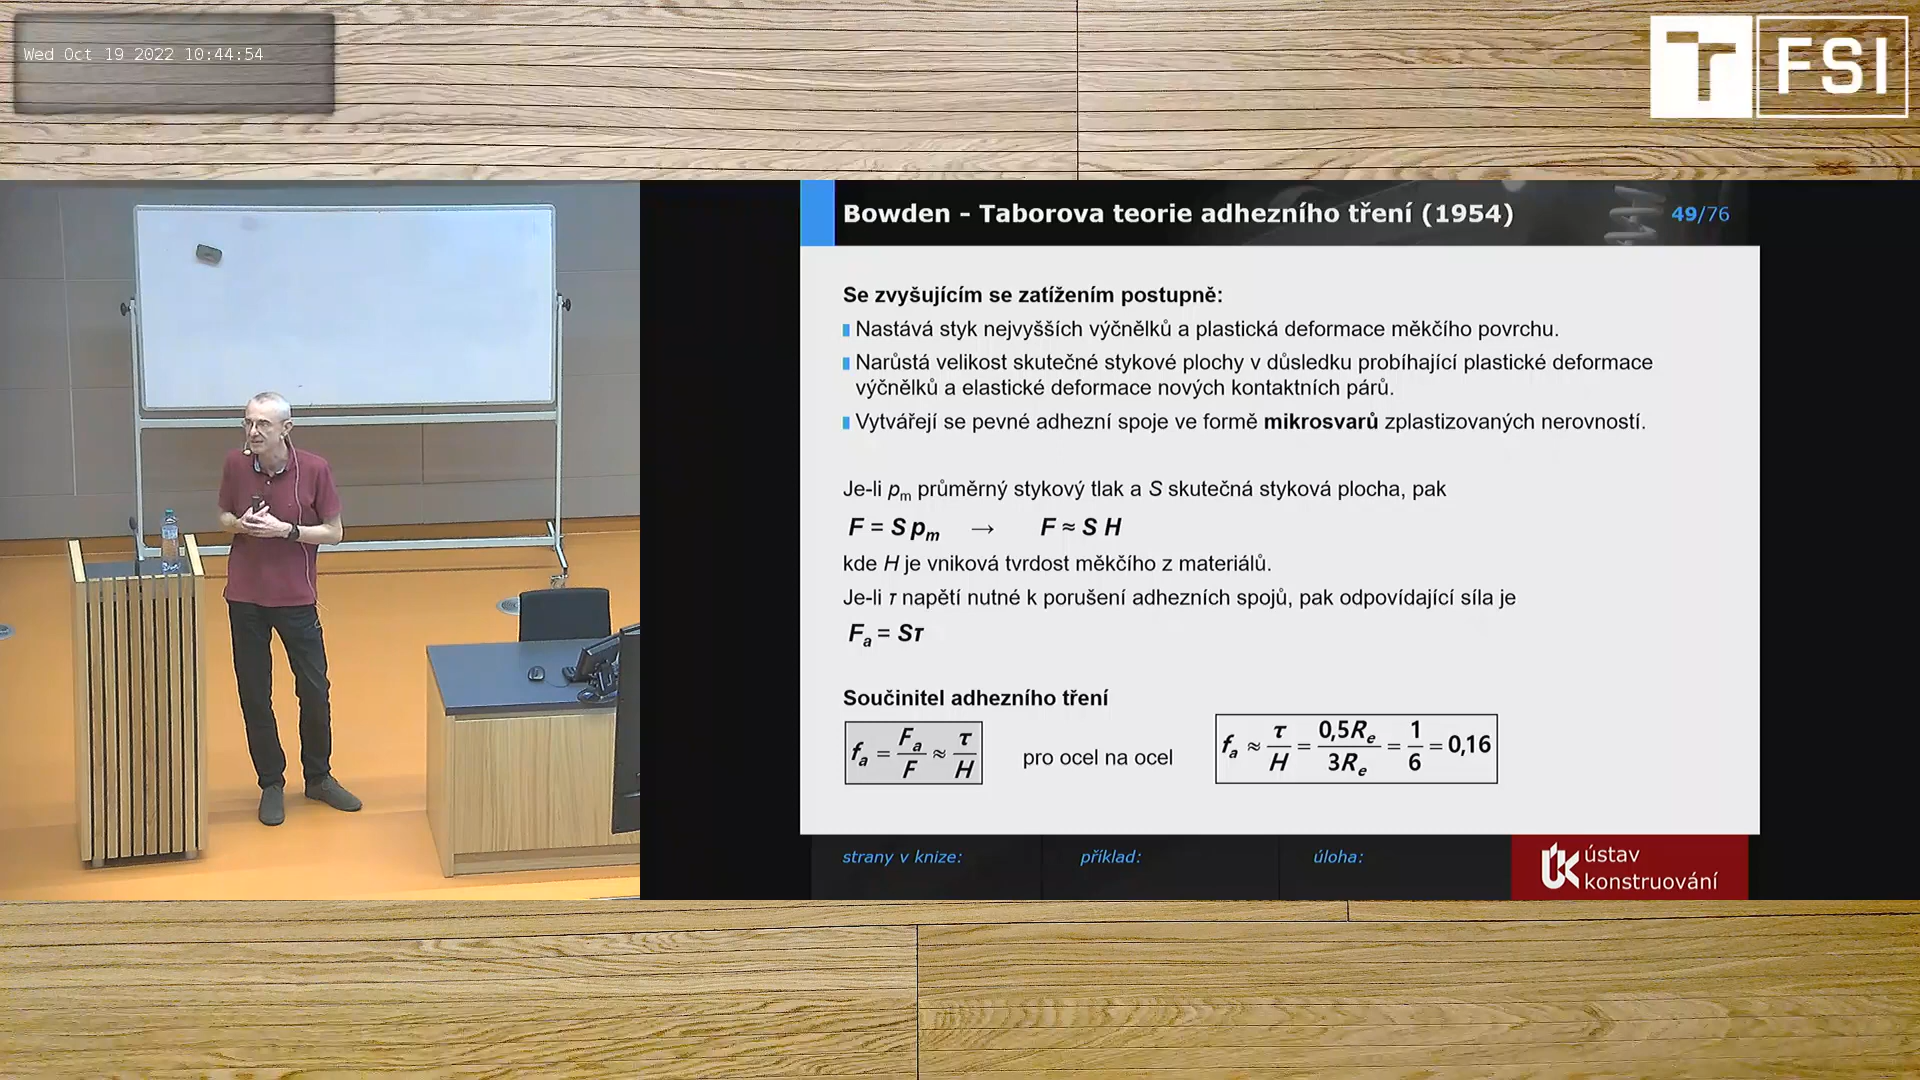 Wed Oct 19 2022 10:44:54
T FSI
Bowden - Taborova teorie adhezního tření (1954)
49/76
Se zvyšujícím se zatížením postupně:
Nastává styk nejvyšších výčnělků a plastická deformace měkčího povrchu.
Narůstá velikost skutečné stykové plochy v důsledku probíhající plastické deformace
výčnělků a elastické deformace nových kontaktních párů.
Vytvářejí se pevné adhezní spoje ve formě mikrosvarů zplastizovaných nerovností.
Je-li pm průměrný stykový tlak a S skutečná styková plocha, pak
F = S pm → F ≈ S H
kde H je vniková tvrdost měkčího z materiálů.
Je-li τ napětí nutné k porušení adhezních spojů, pak odpovídající síla je
Fa = Sτ
Součinitel adhezního tření
fa = Fa/F ≈ τ/H
pro ocel na ocel
fa ≈ τ/H = 0,5Re/3Re = 1/6 = 0,16
strany v knize:
příklad:
úloha:
ÚK ústav
konstruování